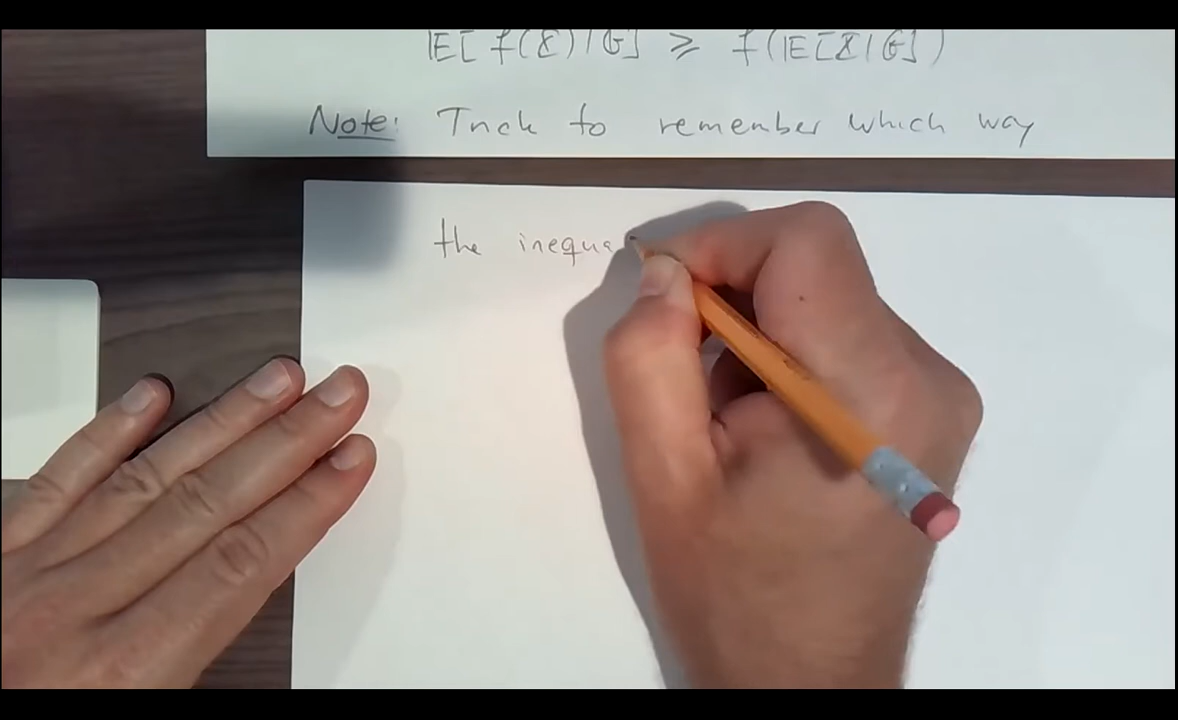 𝔼[ f(X) | G ] ≥ f(𝔼[X|G])
Note: Trick to remember which way
the inequa